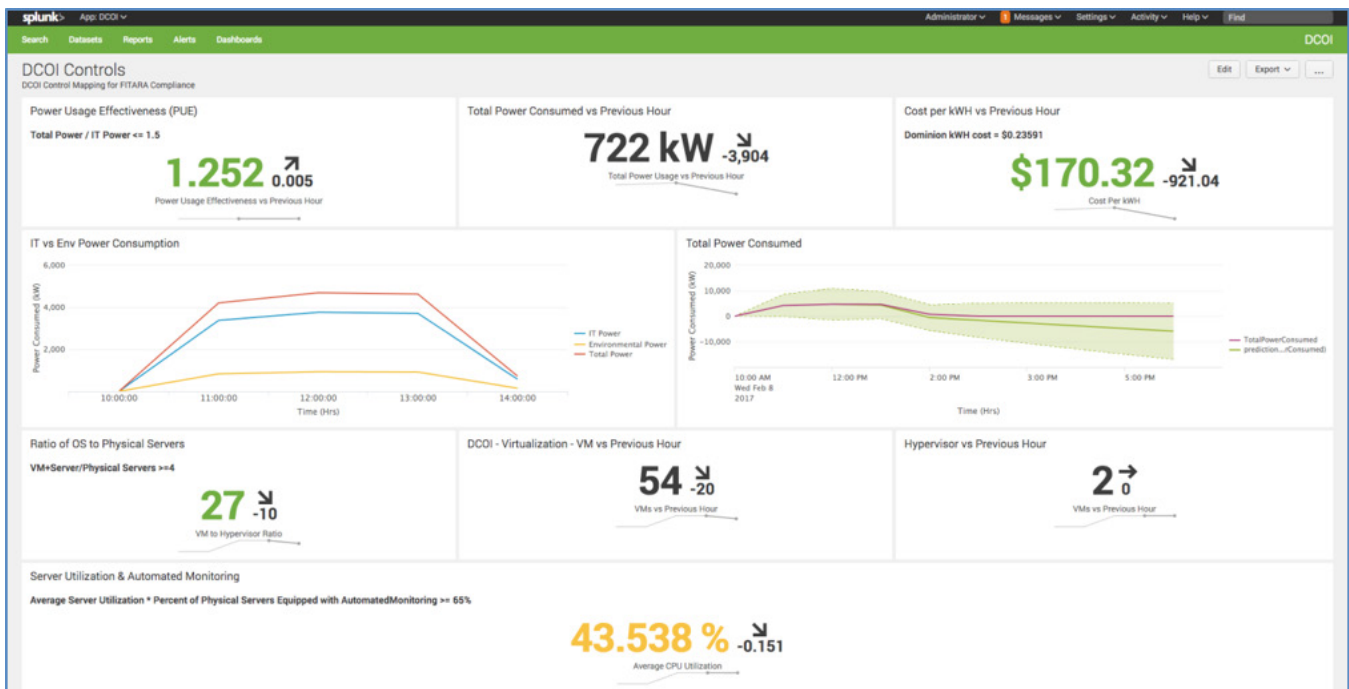 splunk> App: DCOI Administrator 1 Messages Settings Activity Help Find
Search Datasets Reports Alerts Dashboards DCOI
DCOI Controls Edit Export ...
DCOI Control Mapping for FITARA Compliance
Power Usage Effectiveness (PUE)
Total Power / IT Power <= 1.5
1.252 0.005
Power Usage Effectiveness vs Previous Hour
Total Power Consumed vs Previous Hour
722 kW -3,904
Total Power Usage vs Previous Hour
Cost per kWH vs Previous Hour
Dominion kWH cost = $0.23591
$170.32 -921.04
Cost Per kWH
IT vs Env Power Consumption
6,000
4,000
2,000
Power Consumed (kW)
10:00:00 11:00:00 12:00:00 13:00:00 14:00:00
Time (Hrs)
IT Power
Environmental Power
Total Power
Total Power Consumed
20,000
10,000
0
-10,000
Power Consumed (kW)
10:00 AM 12:00 PM 2:00 PM 3:00 PM 5:00 PM
Wed Feb 8
2017
Time (Hrs)
TotalPowerConsumed
prediction...rConsumed)
Ratio of OS to Physical Servers
VM+Server/Physical Servers >=4
27 -10
VM to Hypervisor Ratio
DCOI - Virtualization - VM vs Previous Hour
54 -20
VMs vs Previous Hour
Hypervisor vs Previous Hour
2 0
VMs vs Previous Hour
Server Utilization & Automated Monitoring
Average Server Utilization * Percent of Physical Servers Equipped with AutomatedMonitoring >= 65%
43.538 % -0.151
Average CPU Utilization